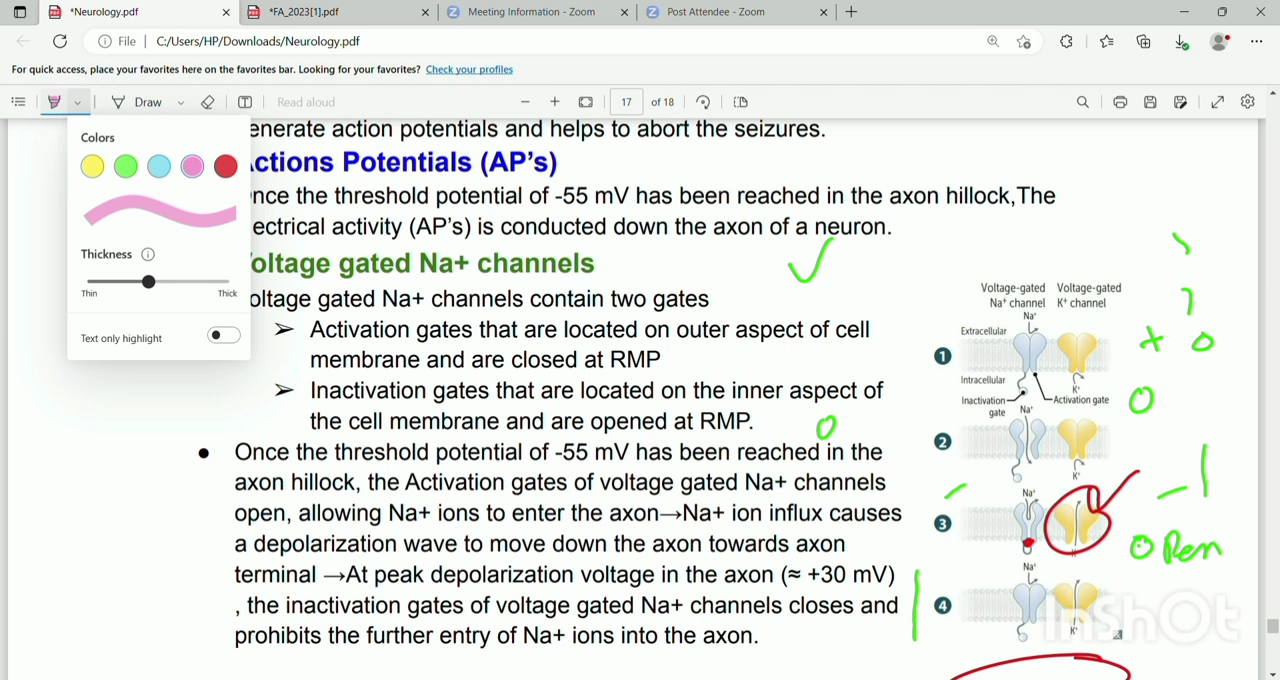 *Neurology.pdf
*FA_2023[1].pdf
Meeting Information - Zoom
Post Attendee - Zoom
File
C:/Users/HP/Downloads/Neurology.pdf
For quick access, place your favorites here on the favorites bar. Looking for your favorites? Check your profiles
Draw
Read aloud
17 of 18
Colors
Thickness
Thin Thick
Text only highlight
enerate action potentials and helps to abort the seizures.
ctions Potentials (AP's)
nce the threshold potential of -55 mV has been reached in the axon hillock,The
ectrical activity (AP's) is conducted down the axon of a neuron.
oltage gated Na+ channels
oltage gated Na+ channels contain two gates
➢ Activation gates that are located on outer aspect of cell
membrane and are closed at RMP
➢ Inactivation gates that are located on the inner aspect of
the cell membrane and are opened at RMP.
● Once the threshold potential of -55 mV has been reached in the
axon hillock, the Activation gates of voltage gated Na+ channels
open, allowing Na+ ions to enter the axon→Na+ ion influx causes
a depolarization wave to move down the axon towards axon
terminal →At peak depolarization voltage in the axon (≈ +30 mV)
, the inactivation gates of voltage gated Na+ channels closes and
prohibits the further entry of Na+ ions into the axon.
Voltage-gated Voltage-gated
Na⁺ channel K⁺ channel
Na⁺
Extracellular
1
Intracellular
K⁺
Inactivation gate
Activation gate
Na⁺
2
K⁺
Na⁺
3
K⁺
Na⁺
4
K⁺
+ 0
0
0
open
InShOt